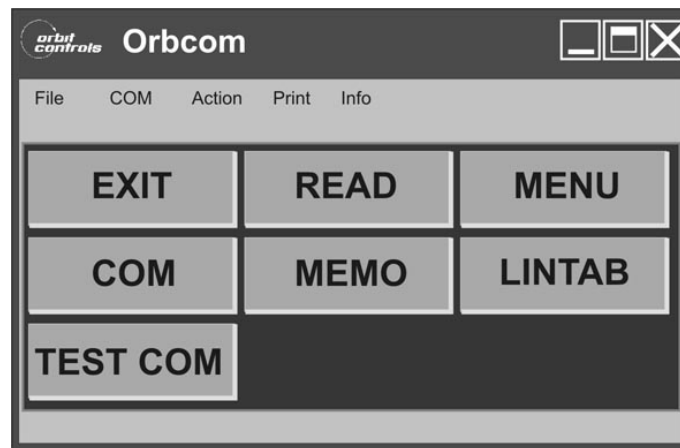 orbit
controls Orbcom
File COM Action Print Info
EXIT READ MENU
COM MEMO LINTAB
TEST COM